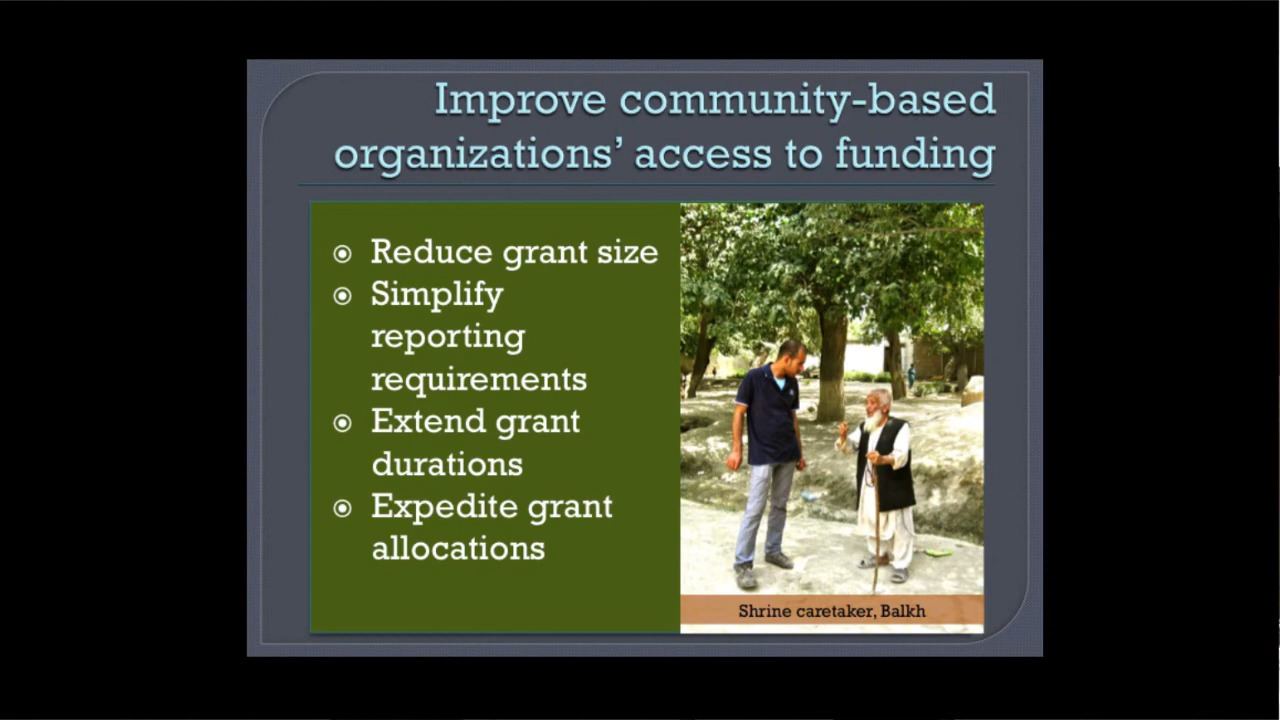 Improve community-based
organizations’ access to funding
Reduce grant size
Simplify
reporting
requirements
Extend grant
durations
Expedite grant
allocations
Shrine caretaker, Balkh